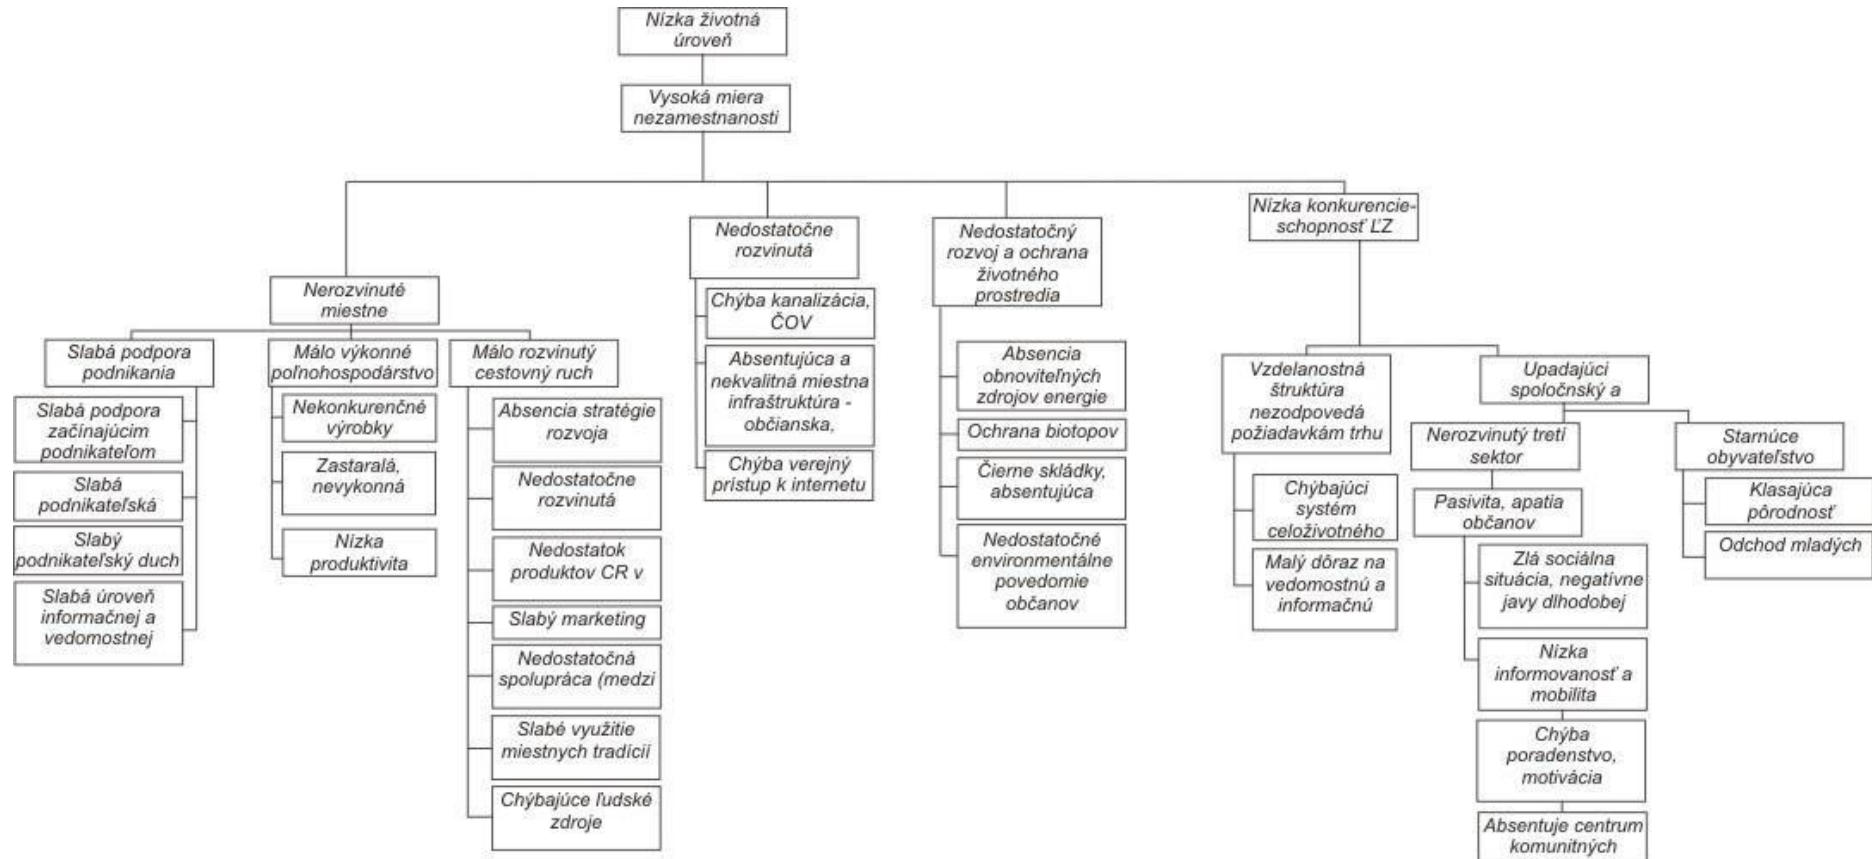 Nízka životná
úroveň
Vysoká miera
nezamestnanosti
Nerozvinuté
miestne
Slabá podpora
podnikania
Slabá podpora
začínajúcim
podnikateľom
Slabá
podnikateľská
Slabý
podnikateľský duch
Slabá úroveň
informačnej a
vedomostnej
Málo výkonné
poľnohospodárstvo
Nekonkurenčné
výrobky
Zastaralá,
nevykonná
Nízka
produktivita
Málo rozvinutý
cestovný ruch
Absencia stratégie
rozvoja
Nedostatočne
rozvinutá
Nedostatok
produktov CR v
Slabý marketing
Nedostatočná
spolupráca (medzi
Slabé využitie
miestnych tradícií
Chýbajúce ľudské
zdroje
Nedostatočne
rozvinutá
Chýba kanalizácia,
ČOV
Absentujúca a
nekvalitná miestna
infraštruktúra -
občianska,
Chýba verejný
prístup k internetu
Nedostatočný
rozvoj a ochrana
životného
prostredia
Absencia
obnoviteľných
zdrojov energie
Ochrana biotopov
Čierne skládky,
absentujúca
Nedostatočné
environmentálne
povedomie
občanov
Nízka konkurencie-
schopnosť ĽZ
Vzdelanostná
štruktúra
nezodpovedá
požiadavkám trhu
Chýbajúci
systém
celoživotného
Malý dôraz na
vedomostnú a
informačnú
Upadajúci
spoločnský a
Nerozvinutý tretí
sektor
Pasivita, apatia
občanov
Zlá sociálna
situácia, negatívne
javy dlhodobej
Nízka
informovanosť a
mobilita
Chýba
poradenstvo,
motivácia
Absentuje centrum
komunitných
Starnúce
obyvateľstvo
Klasajúca
pôrodnosť
Odchod mladých